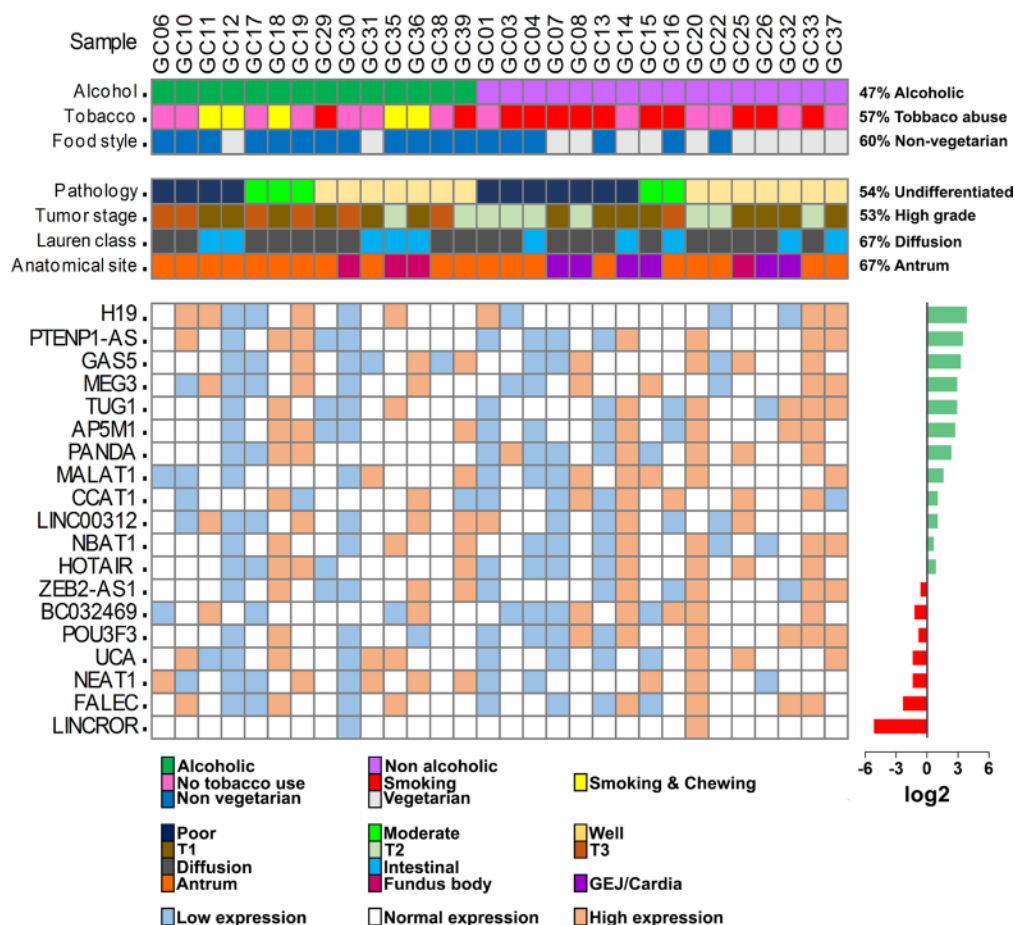 Sample GC06 GC10 GC11 GC12 GC17 GC18 GC19 GC29 GC30 GC31 GC35 GC36 GC38 GC39 GC01 GC03 GC04 GC07 GC08 GC13 GC14 GC15 GC16 GC20 GC22 GC25 GC26 GC32 GC33 GC37
Alcohol 47% Alcoholic
Tobacco 57% Tobbaco abuse
Food style 60% Non-vegetarian
Pathology 54% Undifferentiated
Tumor stage 53% High grade
Lauren class 67% Diffusion
Anatomical site 67% Antrum
H19
PTENP1-AS
GAS5
MEG3
TUG1
AP5M1
PANDA
MALAT1
CCAT1
LINC00312
NBAT1
HOTAIR
ZEB2-AS1
BC032469
POU3F3
UCA
NEAT1
FALEC
LINCROR
-6 -3 0 3 6
log2
Alcoholic Non alcoholic
No tobacco use Smoking Smoking & Chewing
Non vegetarian Vegetarian
Poor Moderate Well
T1 T2 T3
Diffusion Intestinal
Antrum Fundus body GEJ/Cardia
Low expression Normal expression High expression